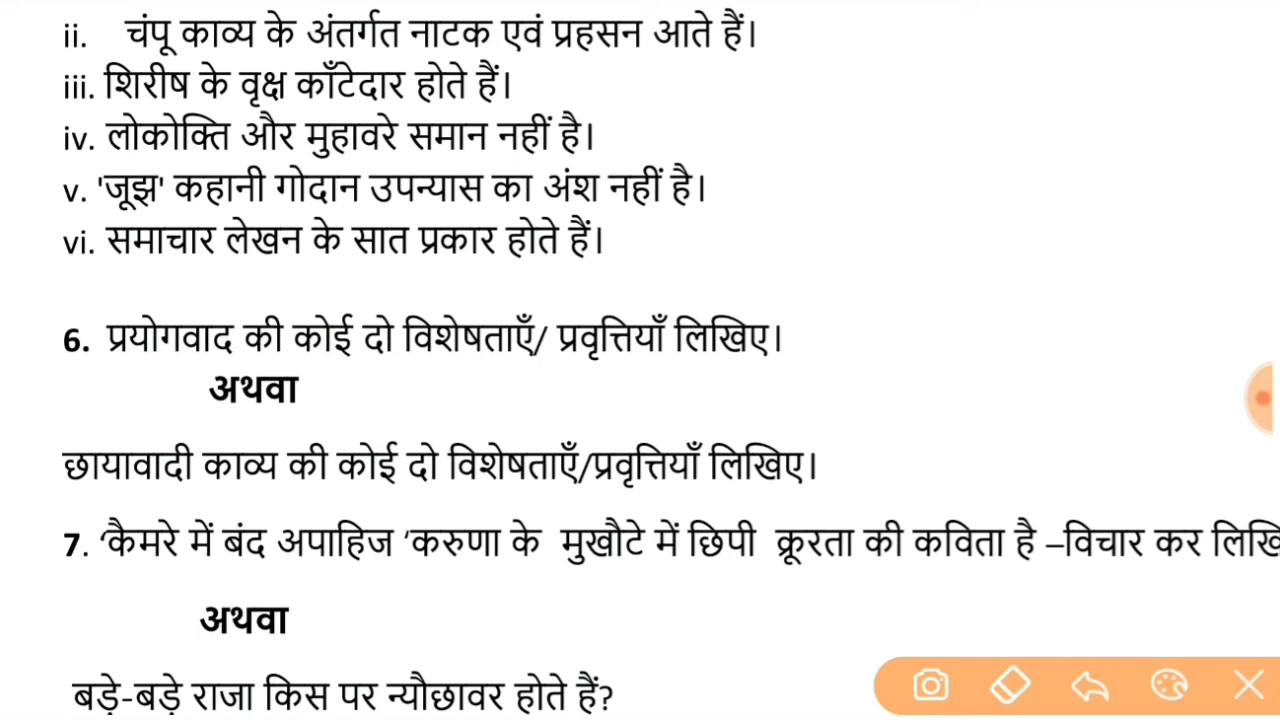 ii. चंपू काव्य के अंतर्गत नाटक एवं प्रहसन आते हैं।
iii. शिरीष के वृक्ष काँटेदार होते हैं।
iv. लोकोक्ति और मुहावरे समान नहीं है।
v. 'जूझ' कहानी गोदान उपन्यास का अंश नहीं है।
vi. समाचार लेखन के सात प्रकार होते हैं।
6. प्रयोगवाद की कोई दो विशेषताएँ/ प्रवृत्तियाँ लिखिए।
अथवा
छायावादी काव्य की कोई दो विशेषताएँ/प्रवृत्तियाँ लिखिए।
7. ‘कैमरे में बंद अपाहिज ‘करुणा के मुखौटे में छिपी क्रूरता की कविता है –विचार कर
अथवा
बड़े-बड़े राजा किस पर न्यौछावर होते हैं?